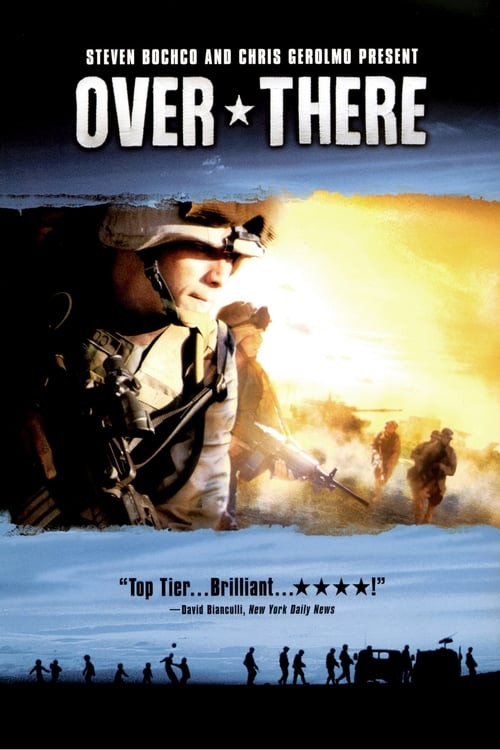 STEVEN BOCHCO AND CHRIS GEROLMO PRESENT
OVER★THERE
“Top Tier...Brilliant...★★★★!”
—David Bianculli, New York Daily News